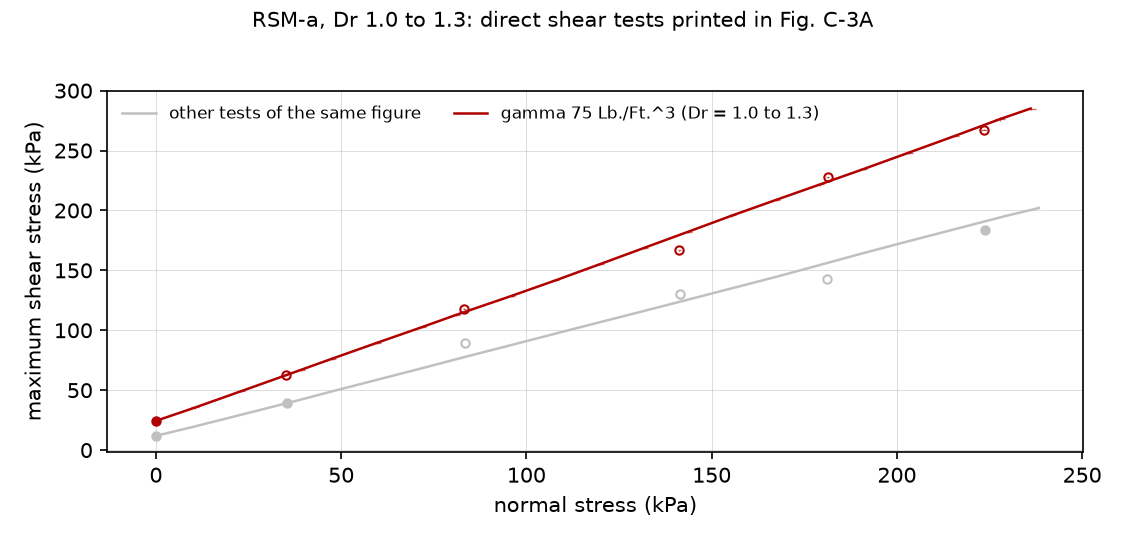 RSM-a, Dr 1.0 to 1.3: direct shear tests printed in Fig. C-3A
other tests of the same figure
gamma 75 Lb./Ft.^3 (Dr = 1.0 to 1.3)
maximum shear stress (kPa)
300
250
200
150
100
50
0
0 50 100 150 200 250
normal stress (kPa)